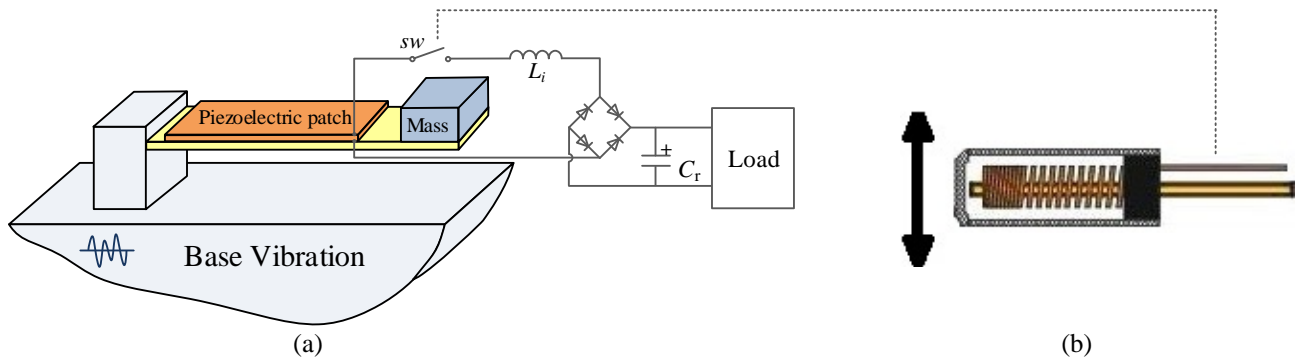 sw
L_i
Piezoelectric patch
Mass
+
C_r
Load
Base Vibration
(a)
(b)